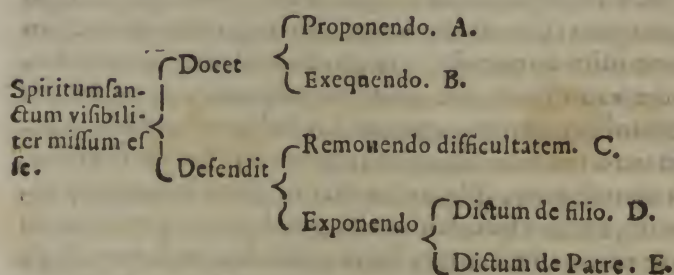 Proponendo. A.
Docet
Exequendo. B.
Spiritumſan-
ctum viſibili-
ter miſſum eſ
ſe.
Defendit
Remouendo difficultatem. C.
Exponendo
Dictum de filio. D.
Dictum de Patre. E.